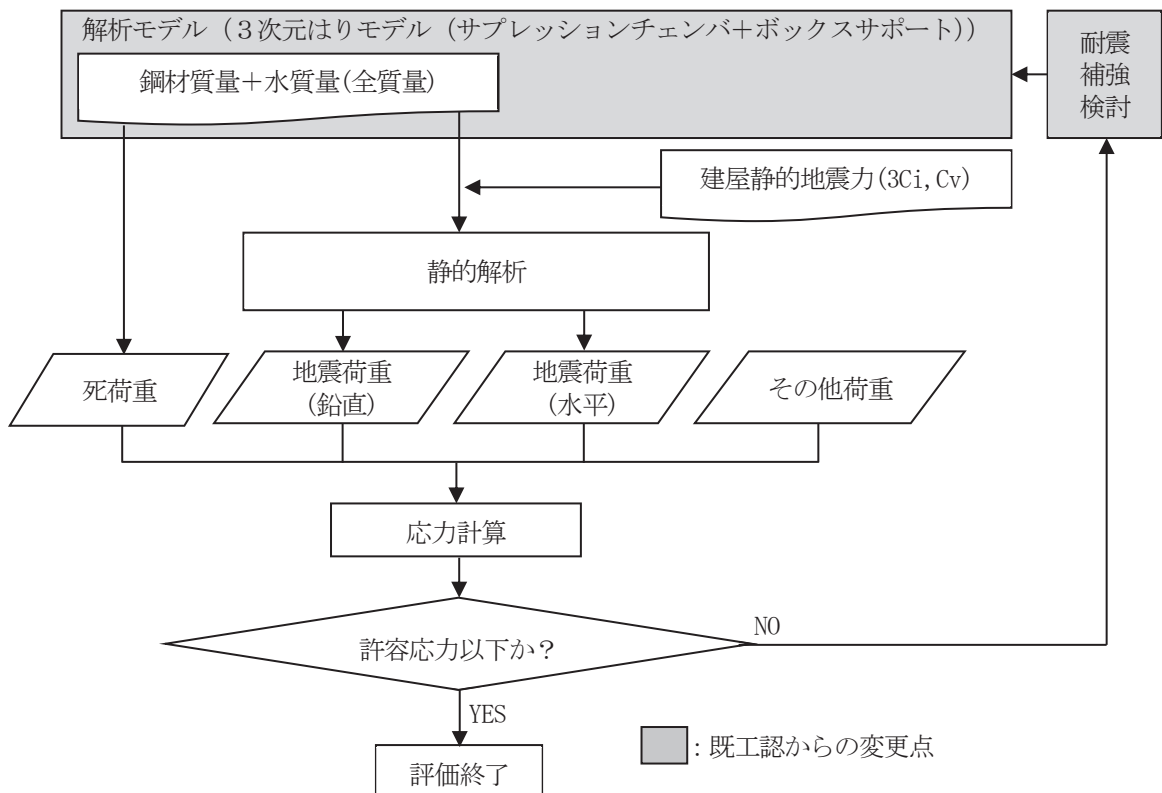 解析モデル（３次元はりモデル（サプレッションチェンバ＋ボックスサポート））
鋼材質量＋水質量(全質量)
耐震
補強
検討
建屋静的地震力(3Ci,Cv)
静的解析
死荷重
地震荷重
(鉛直)
地震荷重
(水平)
その他荷重
応力計算
許容応力以下か？
NO
YES
：既工認からの変更点
評価終了